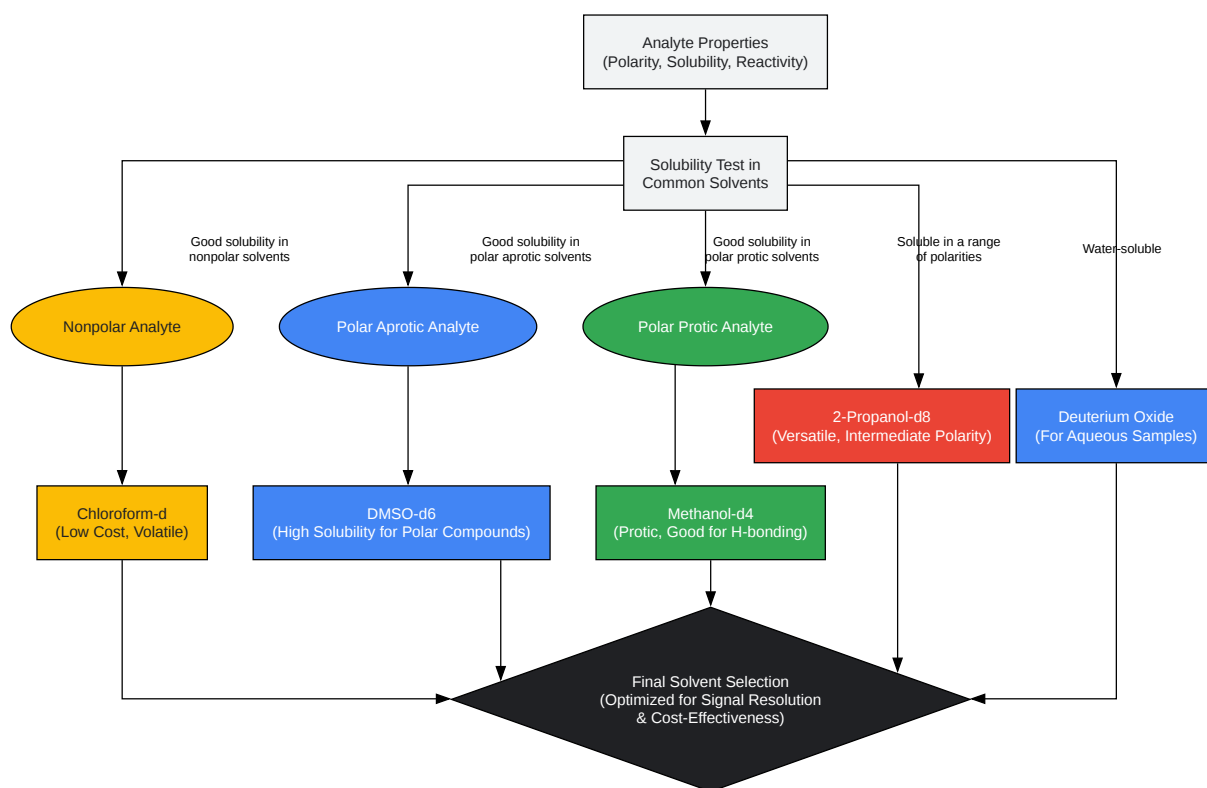 Analyte Properties
(Polarity, Solubility, Reactivity)
Solubility Test in
Common Solvents
Good solubility in
nonpolar solvents
Good solubility in
polar aprotic solvents
Good solubility in
polar protic solvents
Soluble in a range
of polarities
Water-soluble
Nonpolar Analyte
Polar Aprotic Analyte
Polar Protic Analyte
2-Propanol-d8
(Versatile, Intermediate Polarity)
Deuterium Oxide
(For Aqueous Samples)
Chloroform-d
(Low Cost, Volatile)
DMSO-d6
(High Solubility for Polar Compounds)
Methanol-d4
(Protic, Good for H-bonding)
Final Solvent Selection
(Optimized for Signal Resolution
& Cost-Effectiveness)